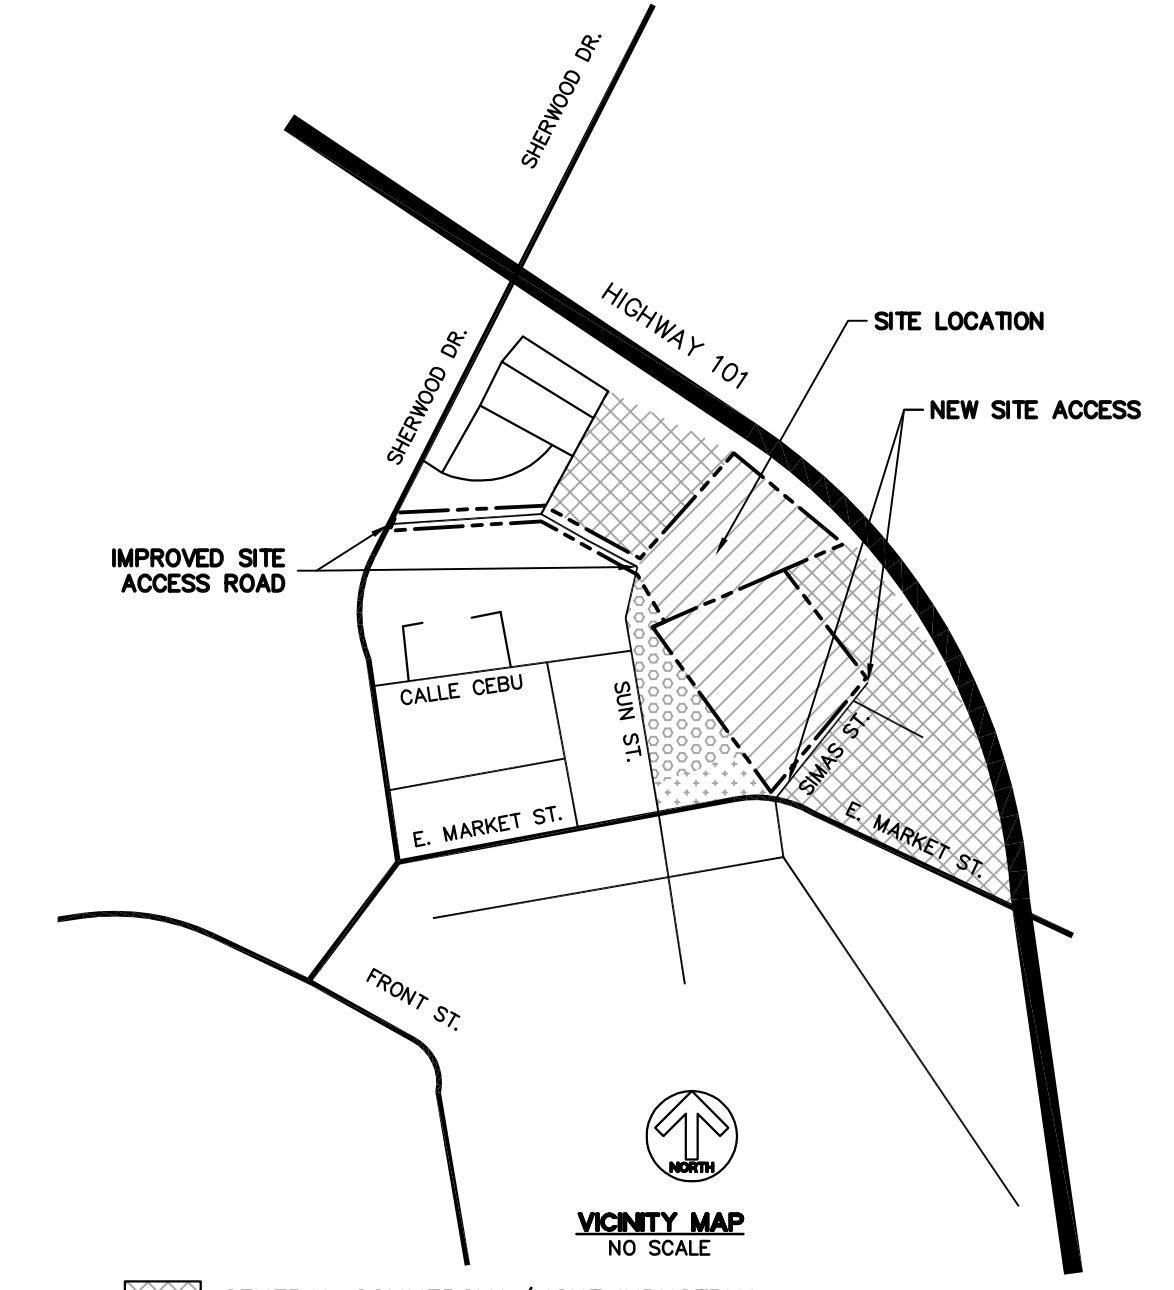 SHERWOOD DR.
HIGHWAY 101
SITE LOCATION
SHERWOOD DR.
NEW SITE ACCESS
IMPROVED SITE
ACCESS ROAD
CALLE CEBU
SUN ST.
SIMAS ST.
E. MARKET ST.
E. MARKET ST.
FRONT ST.
NORTH
VICINITY MAP
NO SCALE